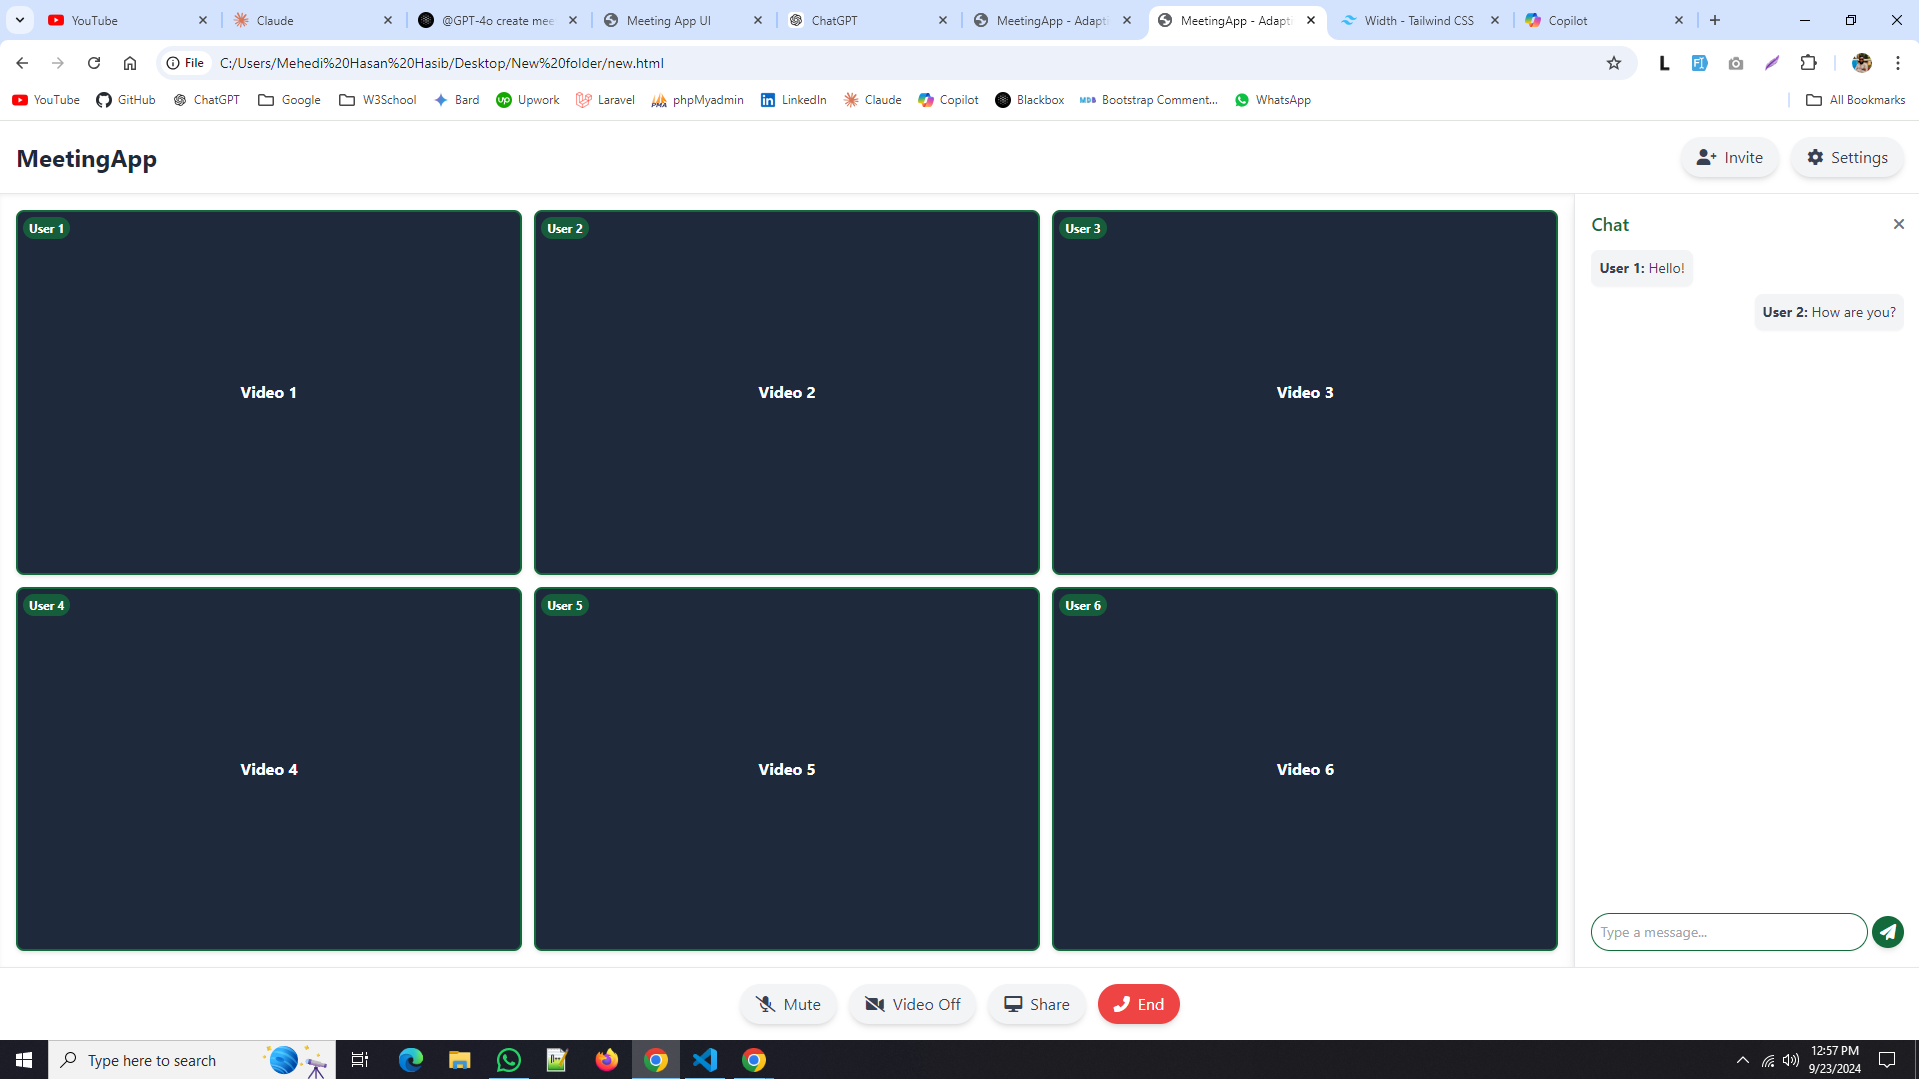 YouTube
Claude
@GPT-4o create mee
Meeting App UI
ChatGPT
MeetingApp - Adapti
MeetingApp - Adapti
Width - Tailwind CSS
Copilot
File
C:/Users/Mehedi%20Hasan%20Hasib/Desktop/New%20folder/new.html
YouTube
GitHub
ChatGPT
Google
W3School
Bard
Upwork
Laravel
phpMyadmin
LinkedIn
Claude
Copilot
Blackbox
Bootstrap Comment...
WhatsApp
All Bookmarks
MeetingApp
Invite
Settings
User 1
Video 1
User 2
Video 2
User 3
Video 3
User 4
Video 4
User 5
Video 5
User 6
Video 6
Chat
User 1: Hello!
User 2: How are you?
Type a message...
Mute
Video Off
Share
End
Type here to search
12:57 PM
9/23/2024